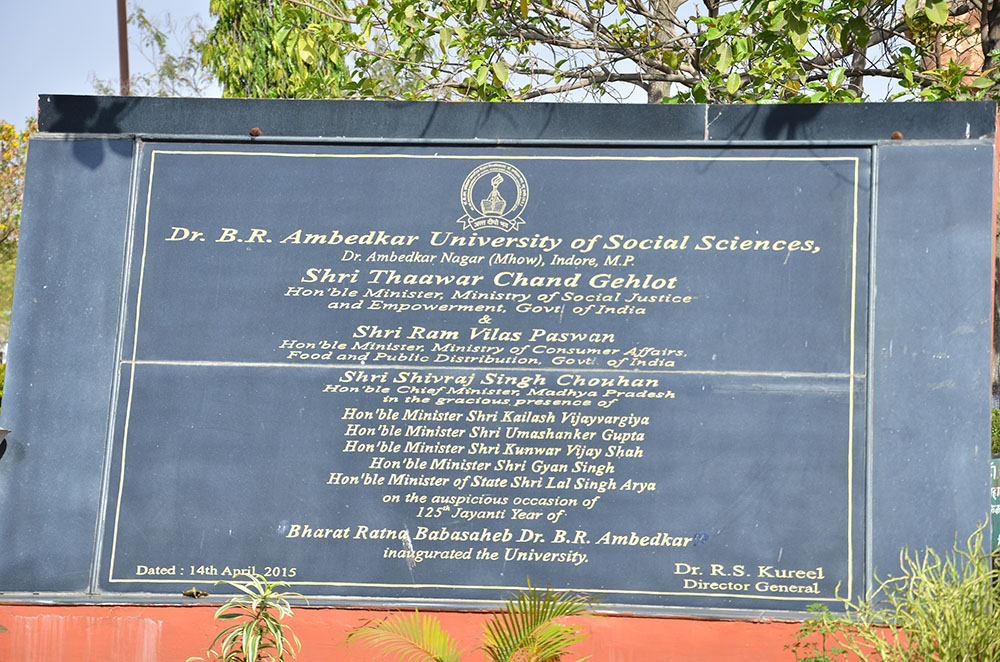 अत्त दीपो भव
Dr. B.R. Ambedkar University of Social Sciences,
Dr. Ambedkar Nagar (Mhow), Indore, M.P.
Shri Thaawar Chand Gehlot
Hon'ble Minister, Ministry of Social Justice
and Empowerment, Govt. of India
&
Shri Ram Vilas Paswan
Hon'ble Minister, Ministry of Consumer Affairs,
Food and Public Distribution, Govt. of India
Shri Shivraj Singh Chouhan
Hon'ble Chief Minister, Madhya Pradesh
in the gracious presence of
Hon'ble Minister Shri Kailash Vijayvargiya
Hon'ble Minister Shri Umashanker Gupta
Hon'ble Minister Shri Kunwar Vijay Shah
Hon'ble Minister Shri Gyan Singh
Hon'ble Minister of State Shri Lal Singh Arya
on the auspicious occasion of
125th Jayanti Year of
Bharat Ratna Babasaheb Dr. B.R. Ambedkar
inaugurated the University.
Dated : 14th April, 2015
Dr. R.S. Kureel
Director General